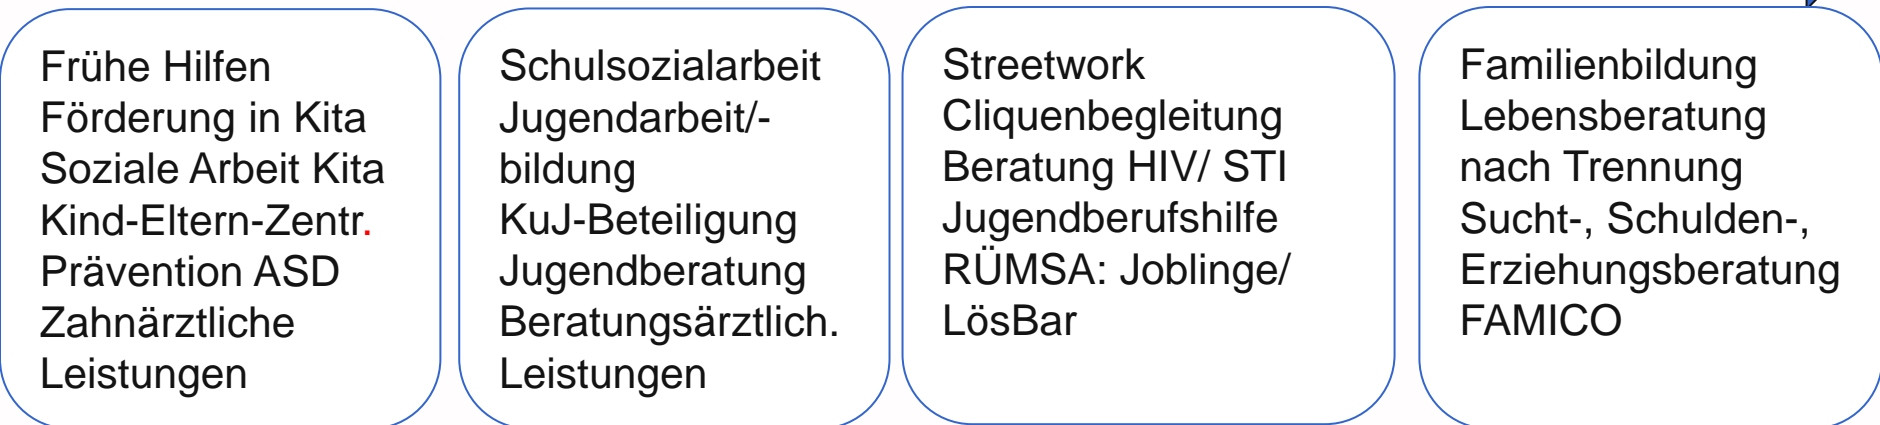 Frühe Hilfen
Förderung in Kita
Soziale Arbeit Kita
Kind-Eltern-Zentr.
Prävention ASD
Zahnärztliche
Leistungen
Schulsozialarbeit
Jugendarbeit/-
bildung
KuJ-Beteiligung
Jugendberatung
Beratungsärztlich.
Leistungen
Streetwork
Cliquenbegleitung
Beratung HIV/ STI
Jugendberufshilfe
RÜMSA: Joblinge/
LösBar
Familienbildung
Lebensberatung
nach Trennung
Sucht-, Schulden-,
Erziehungsberatung
FAMICO